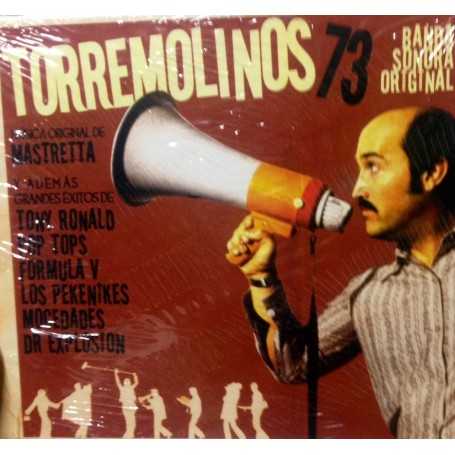 TORREMOLINOS 73
BANDA
SONORA
ORIGINAL
MÚSICA ORIGINAL DE
MASTRETTA
Y ADEMÁS
GRANDES ÉXITOS DE:
TONY RONALD
POP TOPS
FORMULA V
LOS PEKENIKES
MOCEDADES
DR EXPLOSION